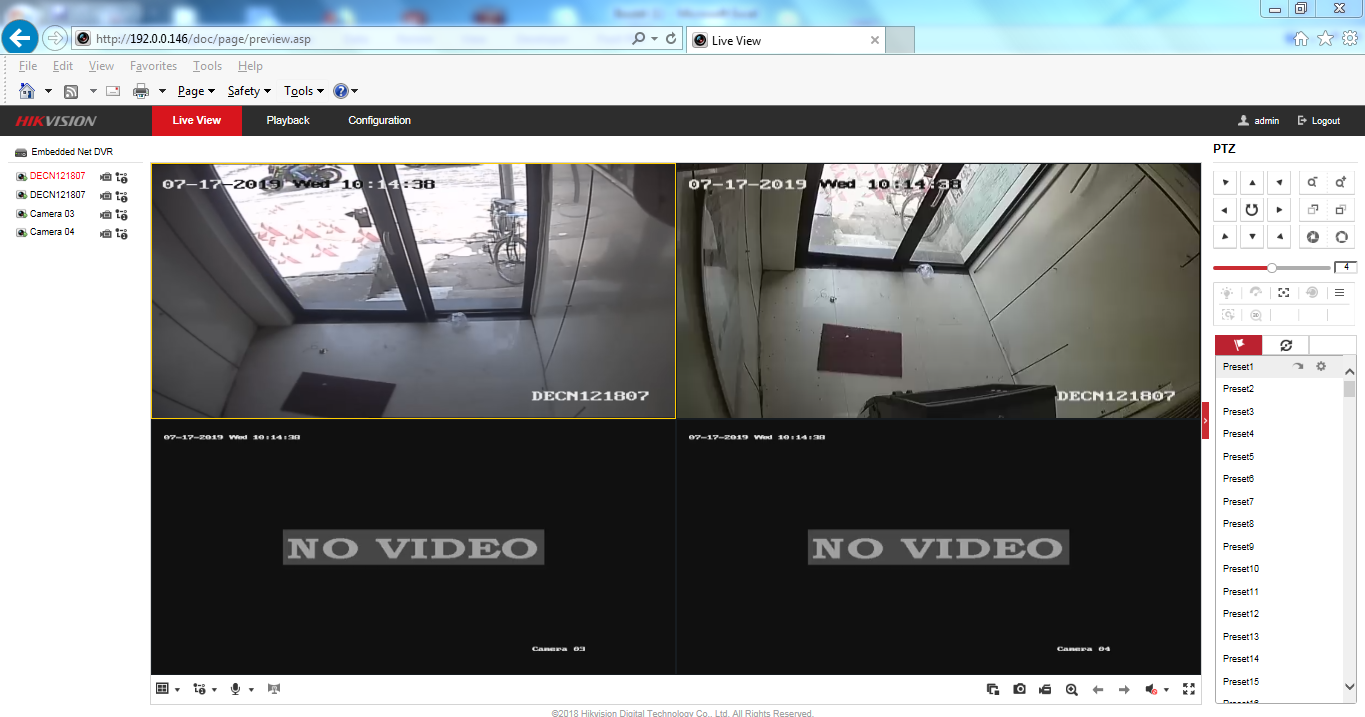 http://192.0.0.146/doc/page/preview.asp
Live View
File Edit View Favorites Tools Help
Page Safety Tools
HIKVISION Live View Playback Configuration admin Logout
Embedded Net DVR
DECN121807
DECN121807
Camera 03
Camera 04
07-17-2019 Wed 10:14:38
DECN121807
07-17-2019 Wed 10:14:38
DECN121807
07-17-2019 Wed 10:14:38
NO VIDEO
Camera 03
07-17-2019 Wed 10:14:38
NO VIDEO
Camera 04
PTZ
4
Preset1
Preset2
Preset3
Preset4
Preset5
Preset6
Preset7
Preset8
Preset9
Preset10
Preset11
Preset12
Preset13
Preset14
Preset15
©2018 Hikvision Digital Technology Co., Ltd. All Rights Reserved.